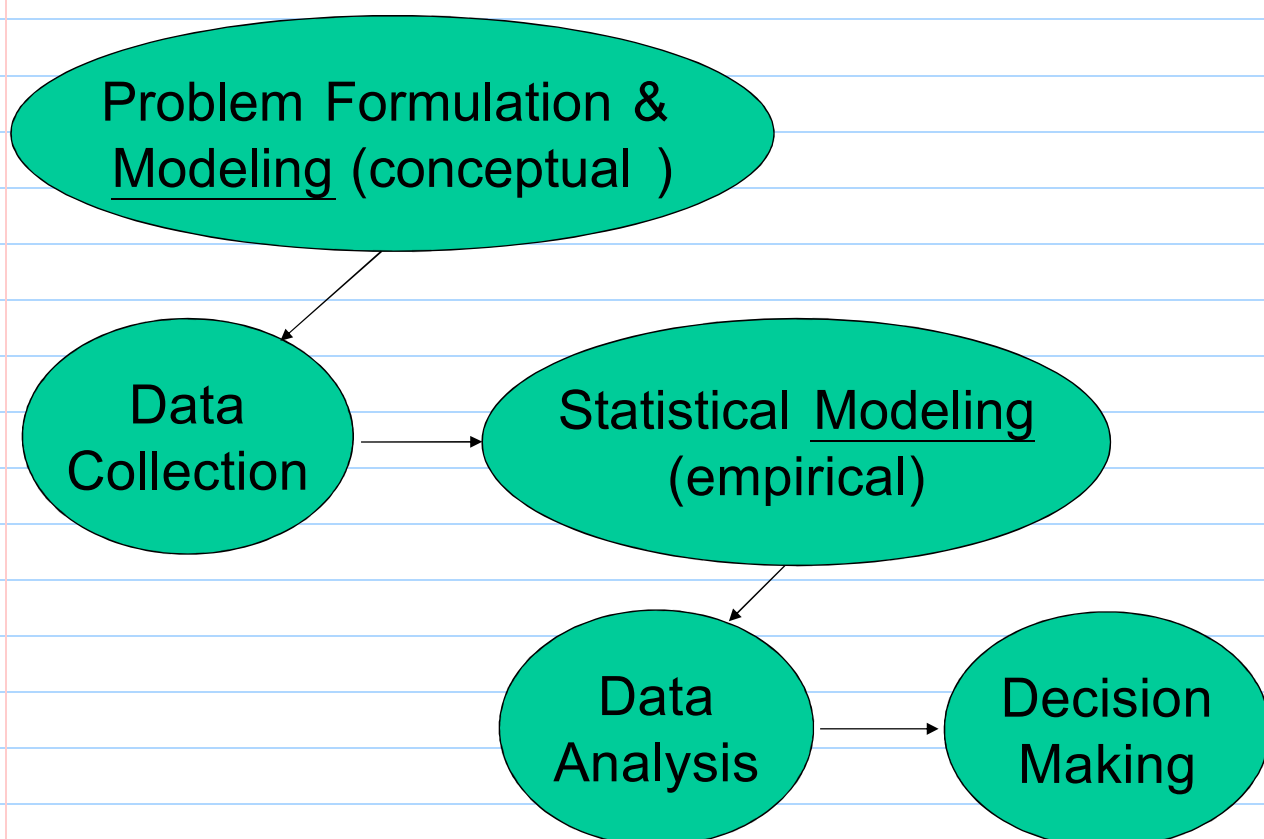 Problem Formulation &
Modeling (conceptual )
Data
Collection
Statistical Modeling
(empirical)
Data
Analysis
Decision
Making